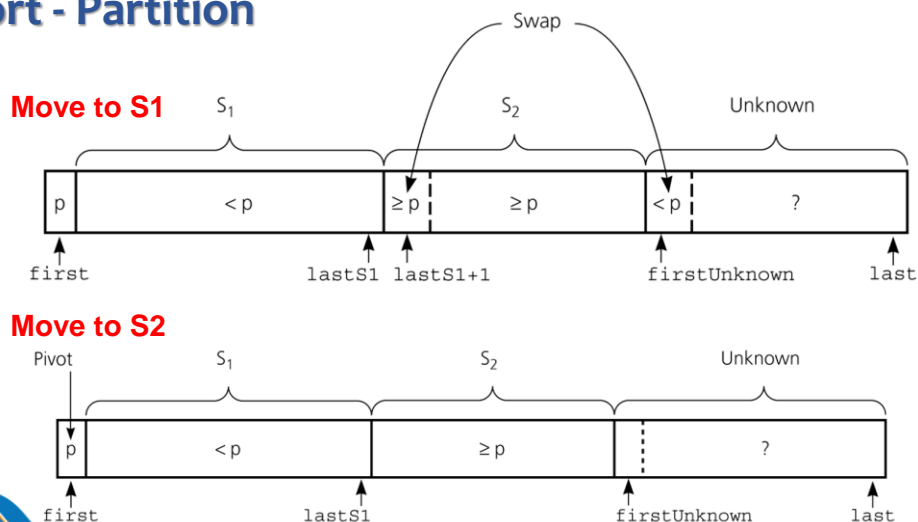 ort - Partition
Swap
Move to S1
S₁ S₂ Unknown
p < p ≥ p ≥ p < p ?
first lastS1 lastS1+1 firstUnknown last
Move to S2
Pivot S₁ S₂ Unknown
p < p ≥ p ?
first lastS1 firstUnknown last